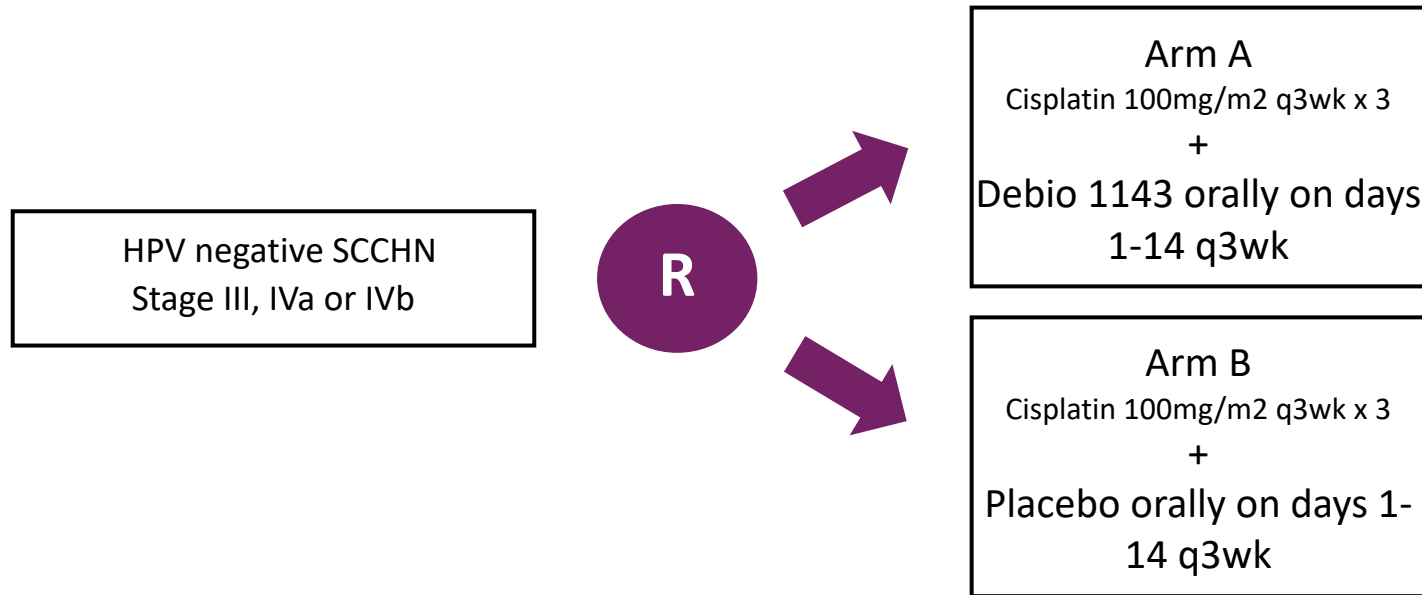 HPV negative SCCHN
Stage III, IVa or IVb
R
Arm A
Cisplatin 100mg/m2 q3wk x 3
+
Debio 1143 orally on days
1-14 q3wk
Arm B
Cisplatin 100mg/m2 q3wk x 3
+
Placebo orally on days 1-
14 q3wk